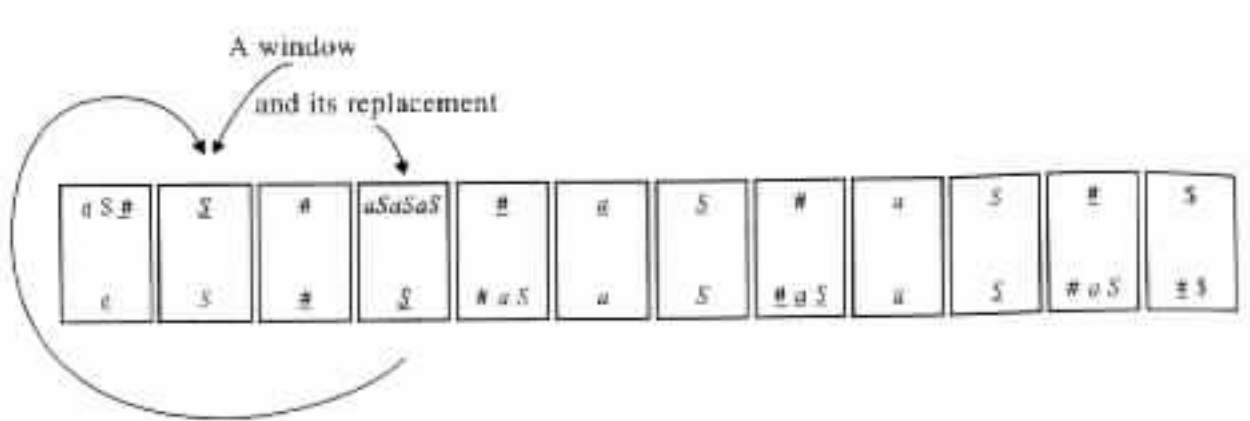 A window
and its replacement
a S # S # aSaSaS # a S # a S # $
e S # S # a S a S # a S a S # a S # $